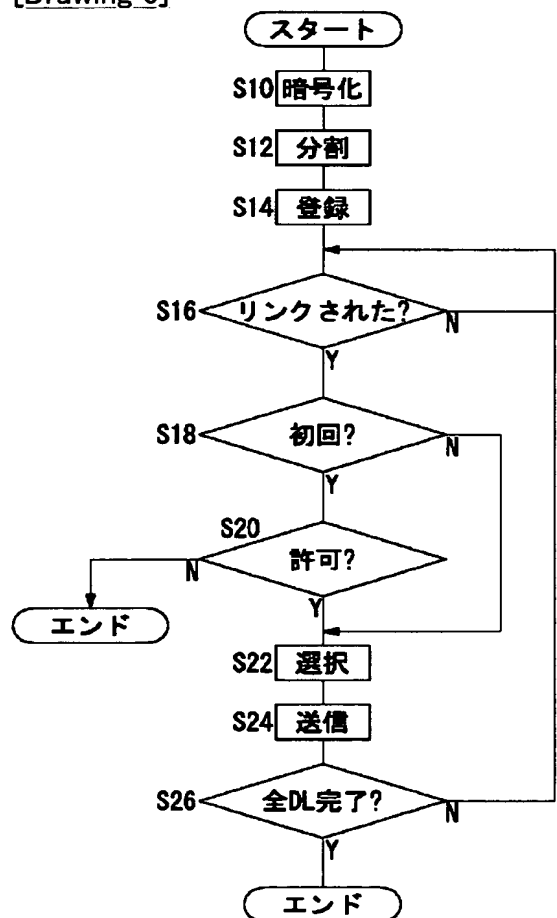 スタート
S10 暗号化
S12 分割
S14 登録
S16 リンクされた? N
Y
S18 初回? N
Y
S20
許可?
N
Y
エンド
S22 選択
S24 送信
S26 全DL完了? N
Y
エンド